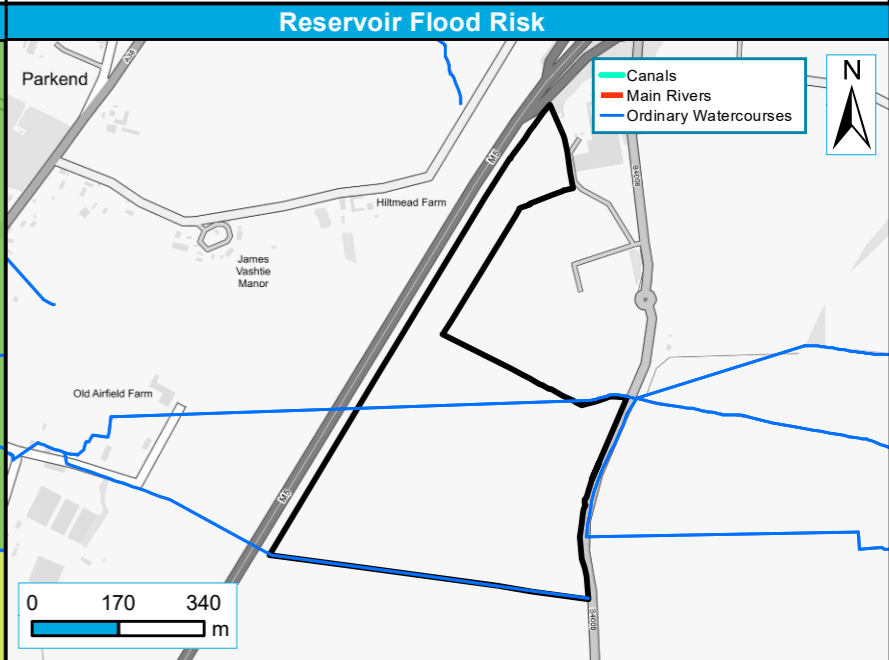 Reservoir Flood Risk
Parkend
A38
Canals
Main Rivers
Ordinary Watercourses
N
M5
B4008
Hiltmead Farm
James
Vashtie
Manor
Old Airfield Farm
M5
0 170 340
m
B4008